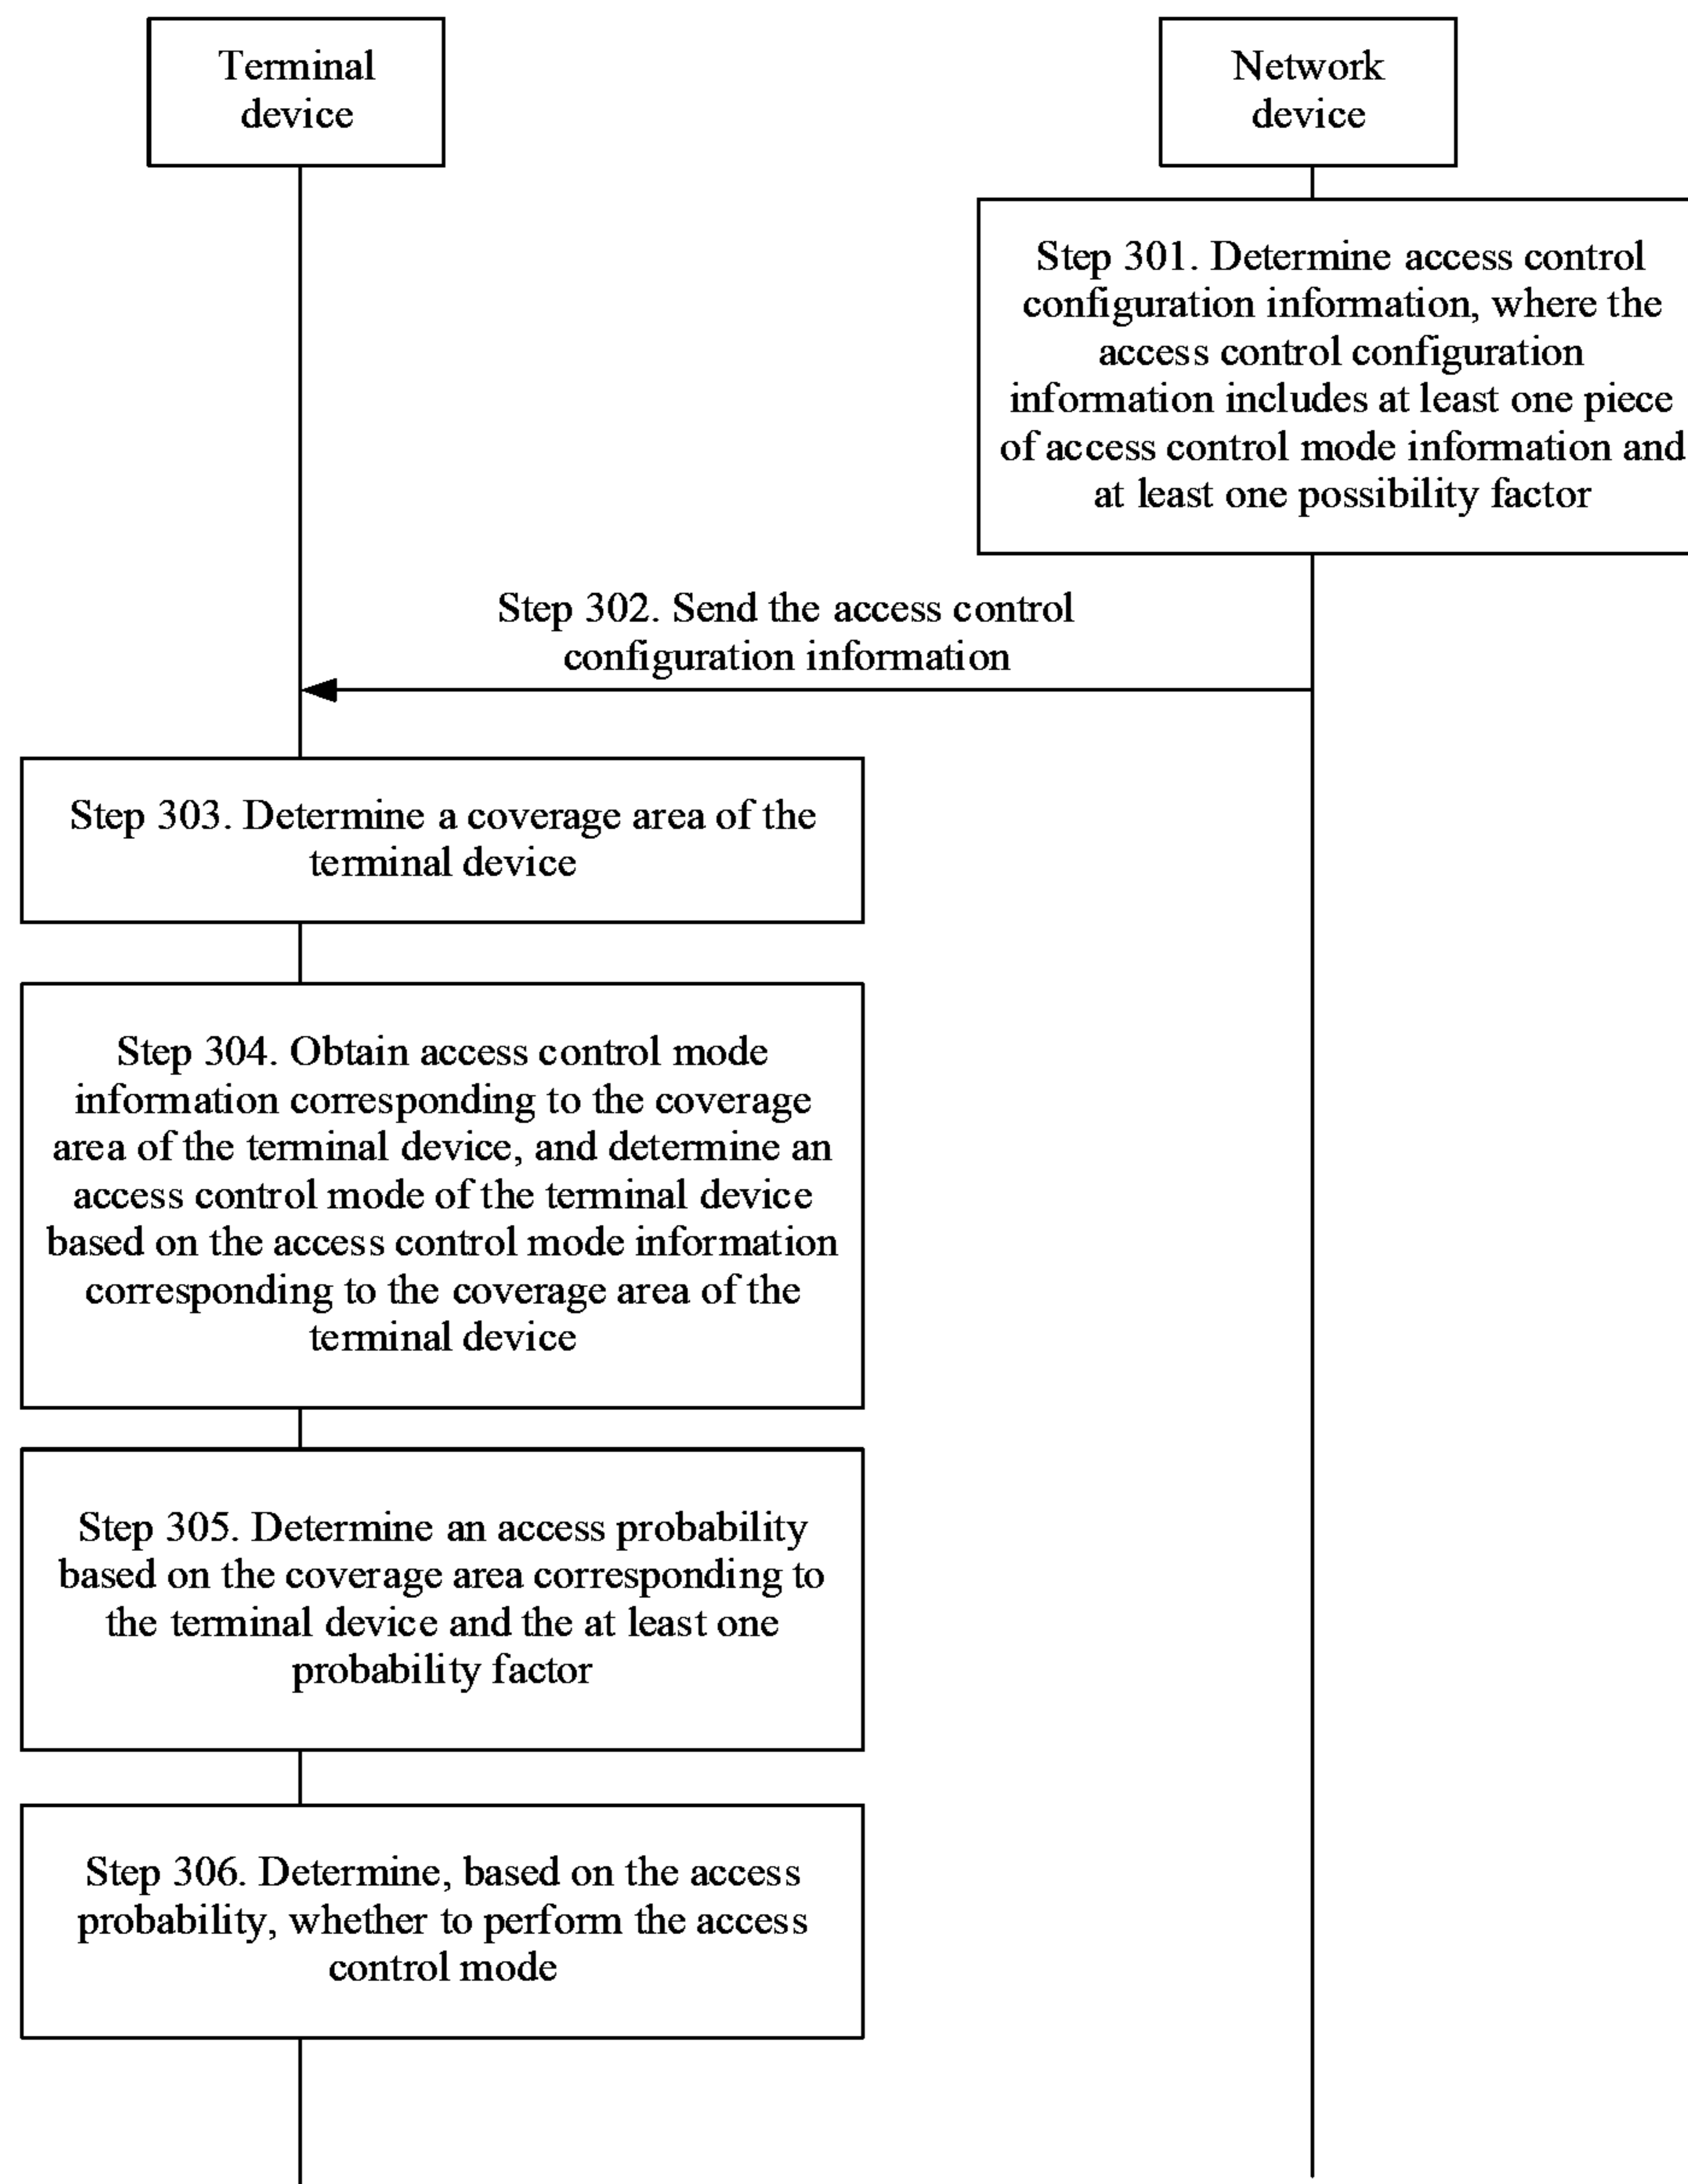 Terminal
device
Network
device
Step 301. Determine access control
configuration information, where the
access control configuration
information includes at least one piece
of access control mode information and
at least one possibility factor
Step 302. Send the access control
configuration information
Step 303. Determine a coverage area of the
terminal device
Step 304. Obtain access control mode
information corresponding to the coverage
area of the terminal device, and determine an
access control mode of the terminal device
based on the access control mode information
corresponding to the coverage area of the
terminal device
Step 305. Determine an access probability
based on the coverage area corresponding to
the terminal device and the at least one
probability factor
Step 306. Determine, based on the access
probability, whether to perform the access
control mode